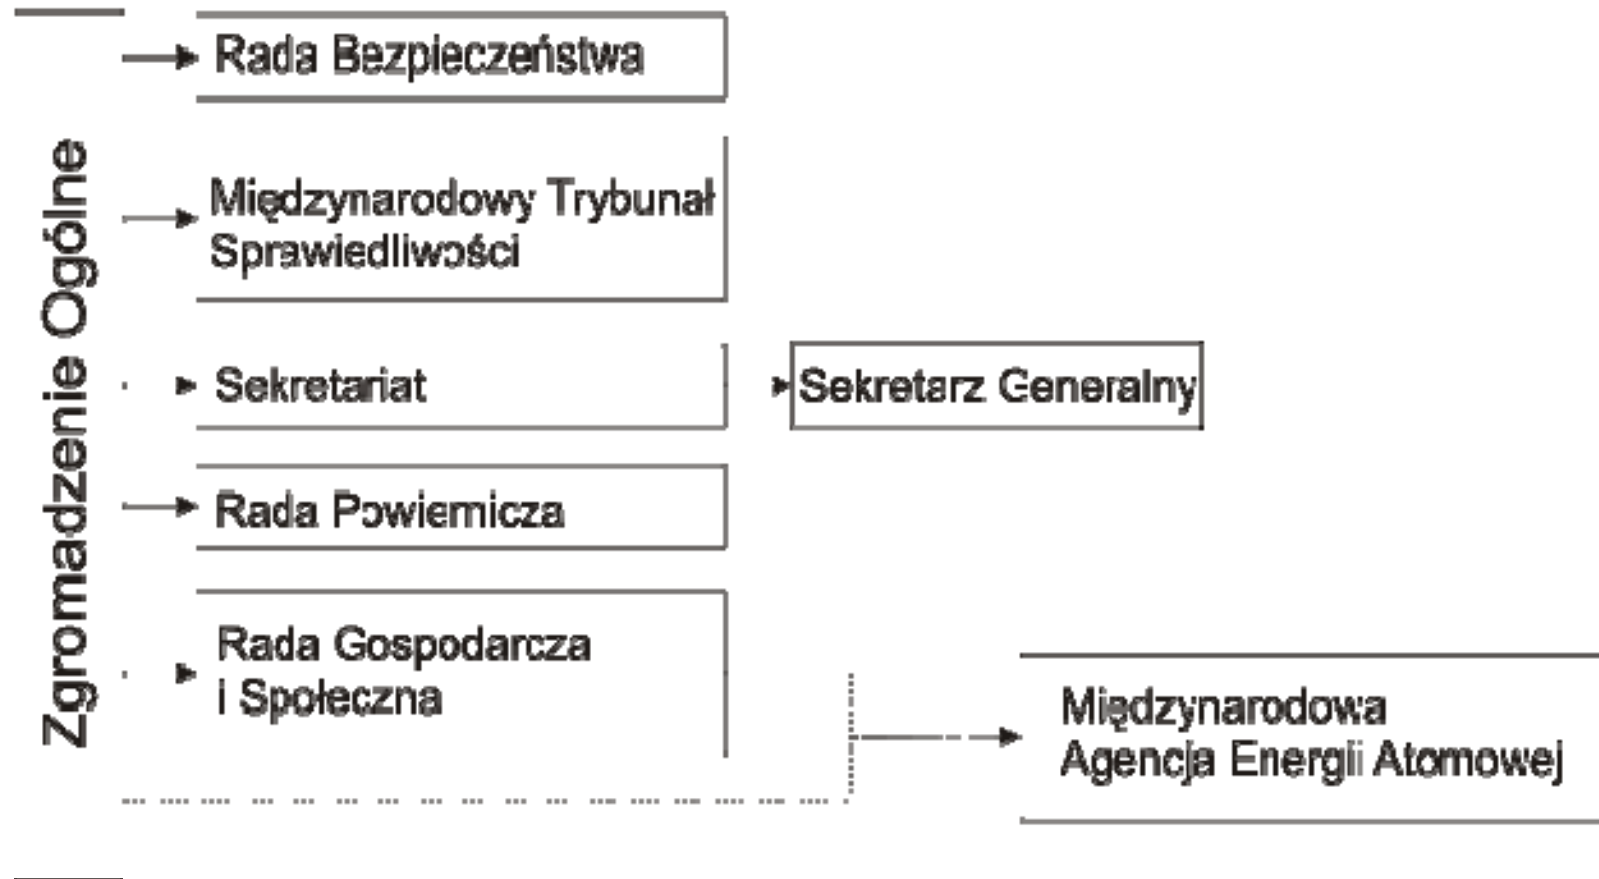 Zgromadzenie Ogólne
Rada Bezpieczeństwa
Międzynarodowy Trybunał
Sprawiedliwości
Sekretariat
Sekretarz Generalny
Rada Powiernicza
Rada Gospodarcza
i Społeczna
Międzynarodowa
Agencja Energii Atomowej